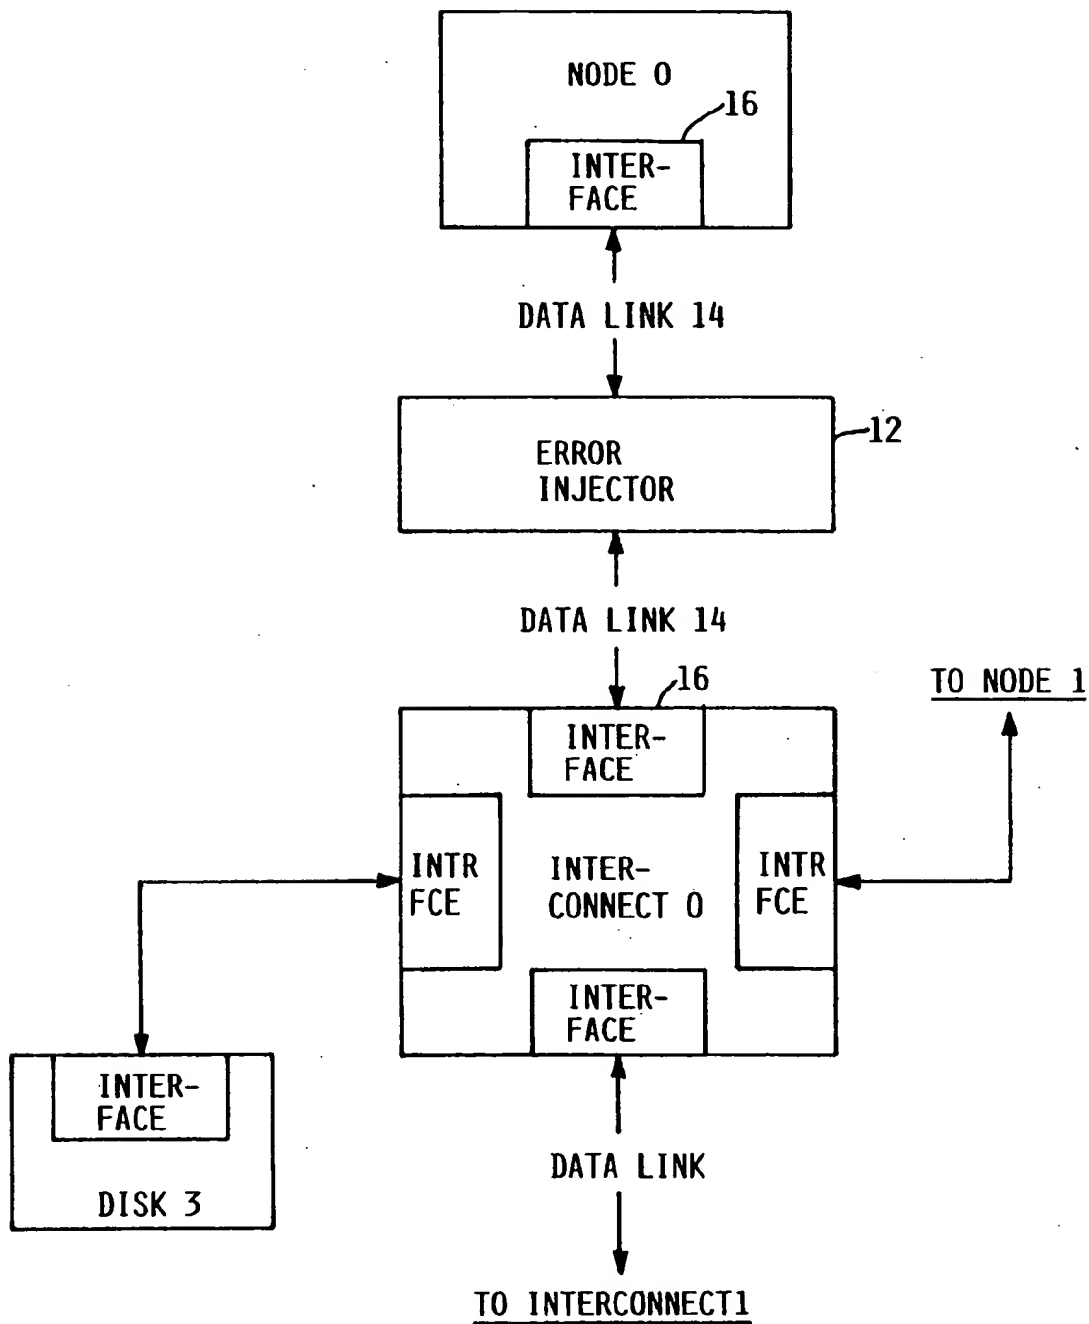 NODE 0
16
INTER-
FACE
DATA LINK 14
12
ERROR
INJECTOR
DATA LINK 14
16
TO NODE 1
INTER-
FACE
INTR
FCE
INTER-
CONNECT 0
INTR
FCE
INTER-
FACE
INTER-
FACE
DISK 3
DATA LINK
TO INTERCONNECT1